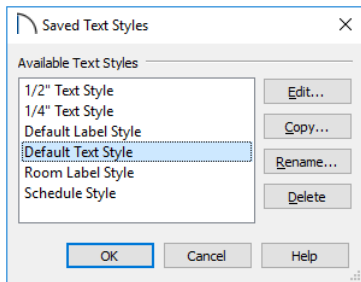 Saved Text Styles
Available Text Styles
1/2" Text Style
1/4" Text Style
Default Label Style
Default Text Style
Room Label Style
Schedule Style
Edit...
Copy...
Rename...
Delete
OK
Cancel
Help